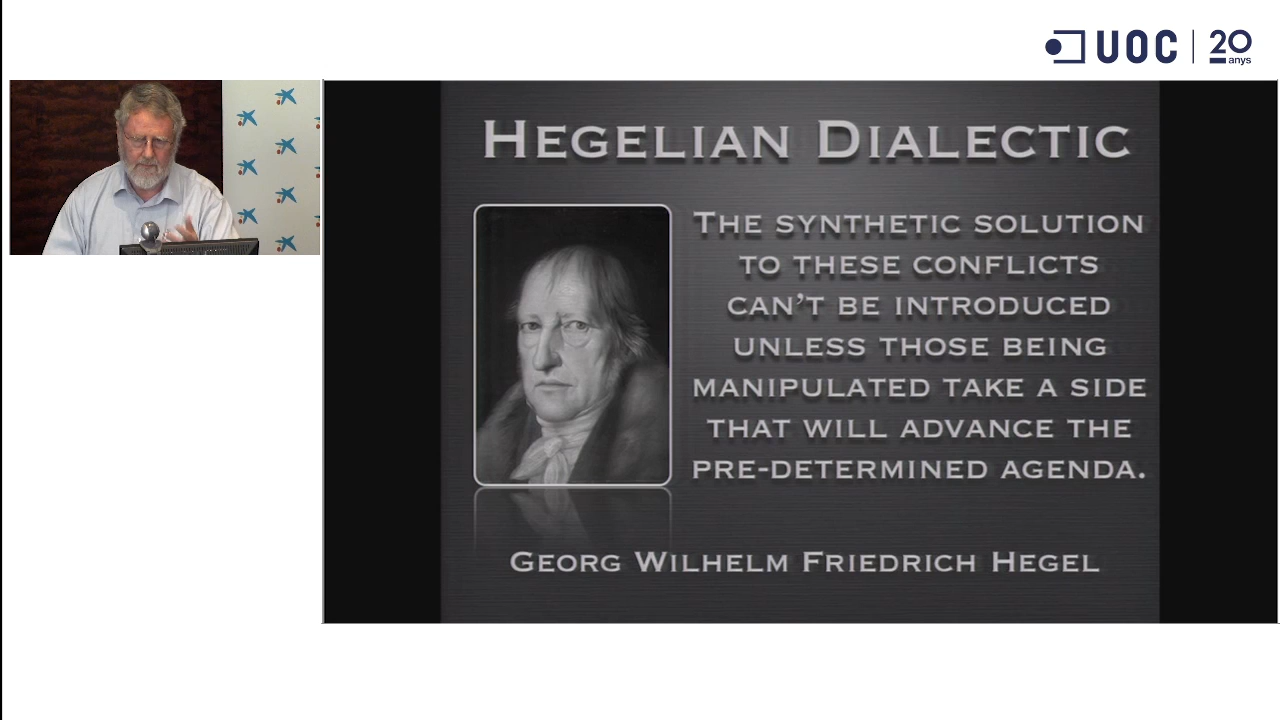 UOC
20
anys
HEGELIAN DIALECTIC
THE SYNTHETIC SOLUTION
TO THESE CONFLICTS
CAN'T BE INTRODUCED
UNLESS THOSE BEING
MANIPULATED TAKE A SIDE
THAT WILL ADVANCE THE
PRE-DETERMINED AGENDA.
GEORG WILHELM FRIEDRICH HEGEL